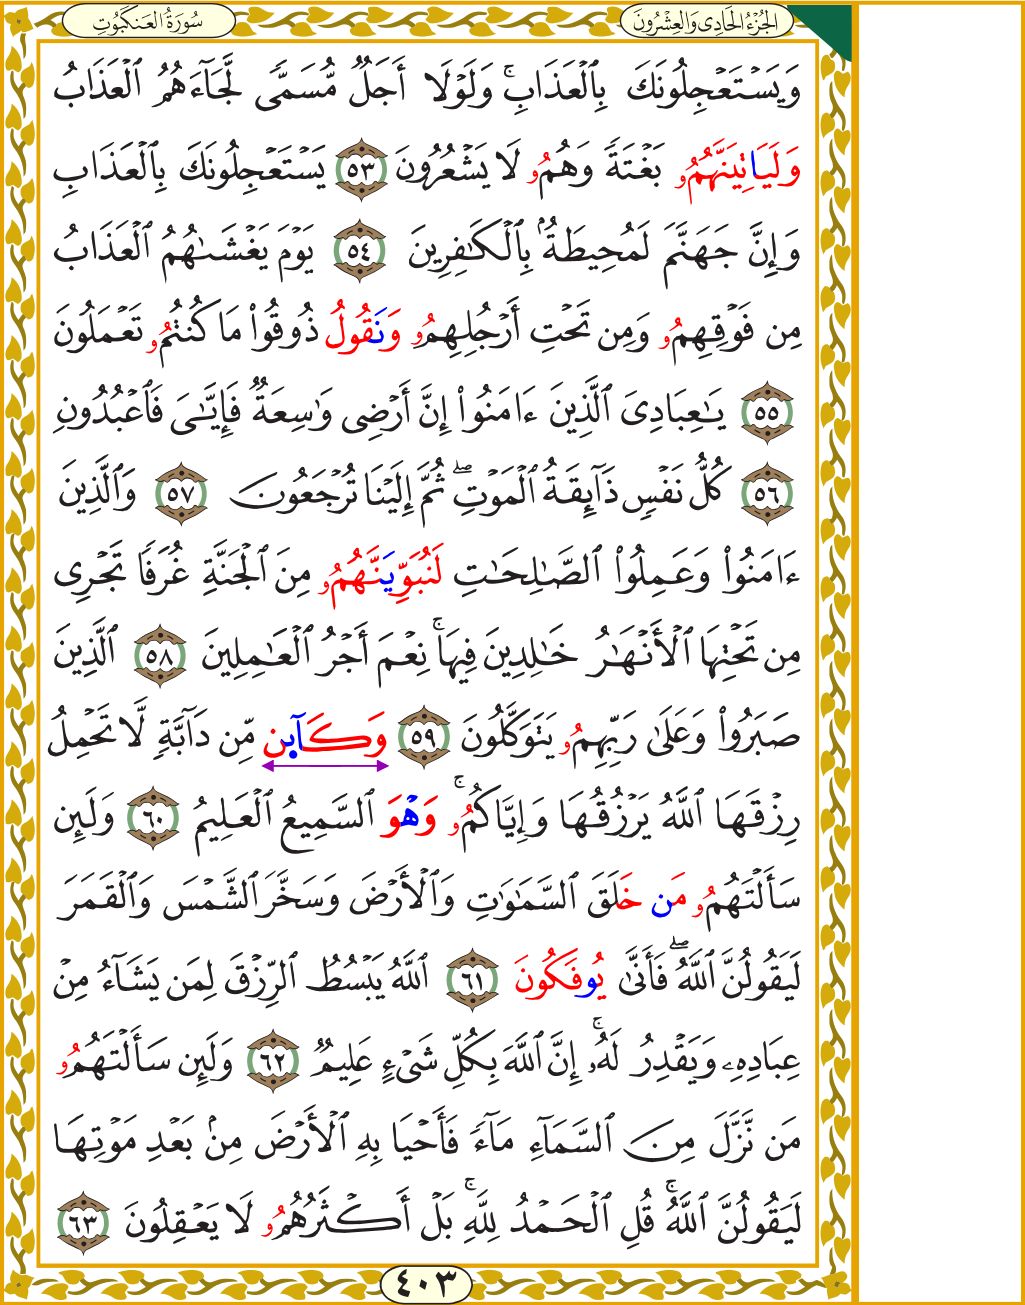 الجُزْءُ الحَادِي وَالعِشْرُونَ
سُورَةُ العَنكَبُوتِ
وَيَسْتَعْجِلُونَكَ بِٱلْعَذَابِۚ وَلَوْلَآ أَجَلٌ مُّسَمًّى لَّجَآءَهُمُ ٱلْعَذَابُ
وَلَيَاتِيَنَّهُمُۥ بَغْتَةً وَهُمُۥ لَا يَشْعُرُونَ ٥٣ يَسْتَعْجِلُونَكَ بِٱلْعَذَابِ
وَإِنَّ جَهَنَّمَ لَمُحِيطَةٌۢ بِٱلْكَٰفِرِينَ ٥٤ يَوْمَ يَغْشَىٰهُمُ ٱلْعَذَابُ
مِن فَوْقِهِمُۥ وَمِن تَحْتِ أَرْجُلِهِمُۥ وَنَقُولُ ذُوقُوا۟ مَا كُنتُمُۥ تَعْمَلُونَ
٥٥ يَٰعِبَادِىَ ٱلَّذِينَ ءَامَنُوٓا۟ إِنَّ أَرْضِى وَٰسِعَةٌ فَإِيَّٰىَ فَٱعْبُدُونِ
٥٦ كُلُّ نَفْسٍ ذَآئِقَةُ ٱلْمَوْتِۖ ثُمَّ إِلَيْنَا تُرْجَعُونَ ٥٧ وَٱلَّذِينَ
ءَامَنُوا۟ وَعَمِلُوا۟ ٱلصَّٰلِحَٰتِ لَنُبَوِّيَنَّهُمُۥ مِنَ ٱلْجَنَّةِ غُرَفًا تَجْرِى
مِن تَحْتِهَا ٱلْأَنْهَٰرُ خَٰلِدِينَ فِيهَاۚ نِعْمَ أَجْرُ ٱلْعَٰمِلِينَ ٥٨ ٱلَّذِينَ
صَبَرُوا۟ وَعَلَىٰ رَبِّهِمُۥ يَتَوَكَّلُونَ ٥٩ وَكَآئِن مِّن دَآبَّةٍ لَّا تَحْمِلُ
رِزْقَهَا ٱللَّهُ يَرْزُقُهَا وَإِيَّاكُمُۥۚ وَهْوَ ٱلسَّمِيعُ ٱلْعَلِيمُ ٦٠ وَلَئِن
سَأَلْتَهُمُۥ مَن خَلَقَ ٱلسَّمَٰوَٰتِ وَٱلْأَرْضَ وَسَخَّرَ ٱلشَّمْسَ وَٱلْقَمَرَ
لَيَقُولُنَّ ٱللَّهُۖ فَأَنَّىٰ يُوفَكُونَ ٦١ ٱللَّهُ يَبْسُطُ ٱلرِّزْقَ لِمَن يَشَآءُ مِنْ
عِبَادِهِۦ وَيَقْدِرُ لَهُۥٓۚ إِنَّ ٱللَّهَ بِكُلِّ شَىْءٍ عَلِيمٌ ٦٢ وَلَئِن سَأَلْتَهُمُۥ
مَن نَّزَّلَ مِنَ ٱلسَّمَآءِ مَآءً فَأَحْيَا بِهِ ٱلْأَرْضَ مِنۢ بَعْدِ مَوْتِهَا
لَيَقُولُنَّ ٱللَّهُۚ قُلِ ٱلْحَمْدُ لِلَّهِۚ بَلْ أَكْثَرُهُمُۥ لَا يَعْقِلُونَ ٦٣
٤٠٣